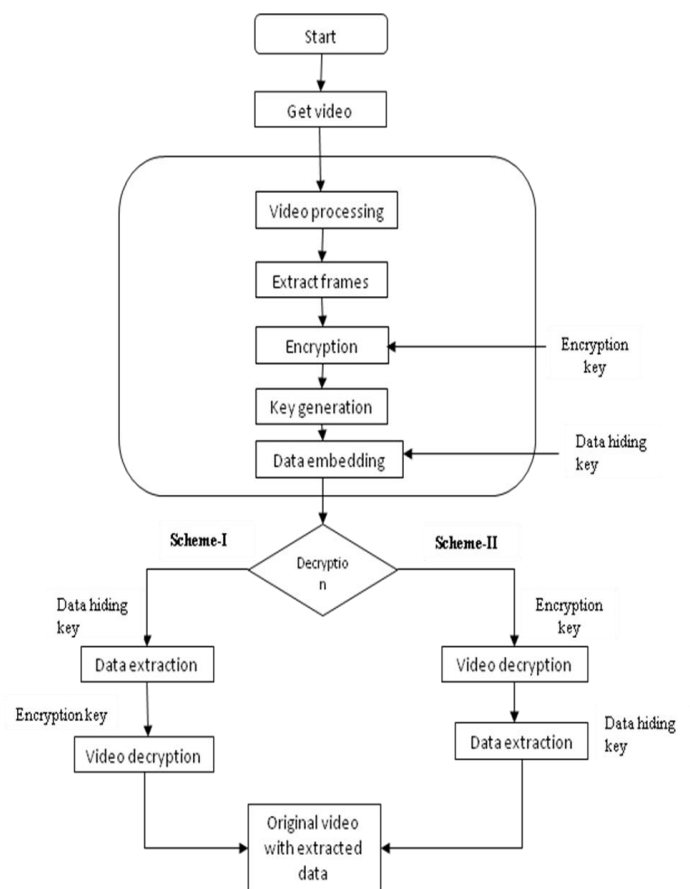 Start
Get video
Video processing
Extract frames
Encryption
Encryption
key
Key generation
Data hiding
key
Data embedding
Scheme-I
Scheme-II
Decryptio
n
Data hiding
key
Encryption
key
Data extraction
Video decryption
Encryption key
Data hiding
key
Video decryption
Data extraction
Original video
with extracted
data